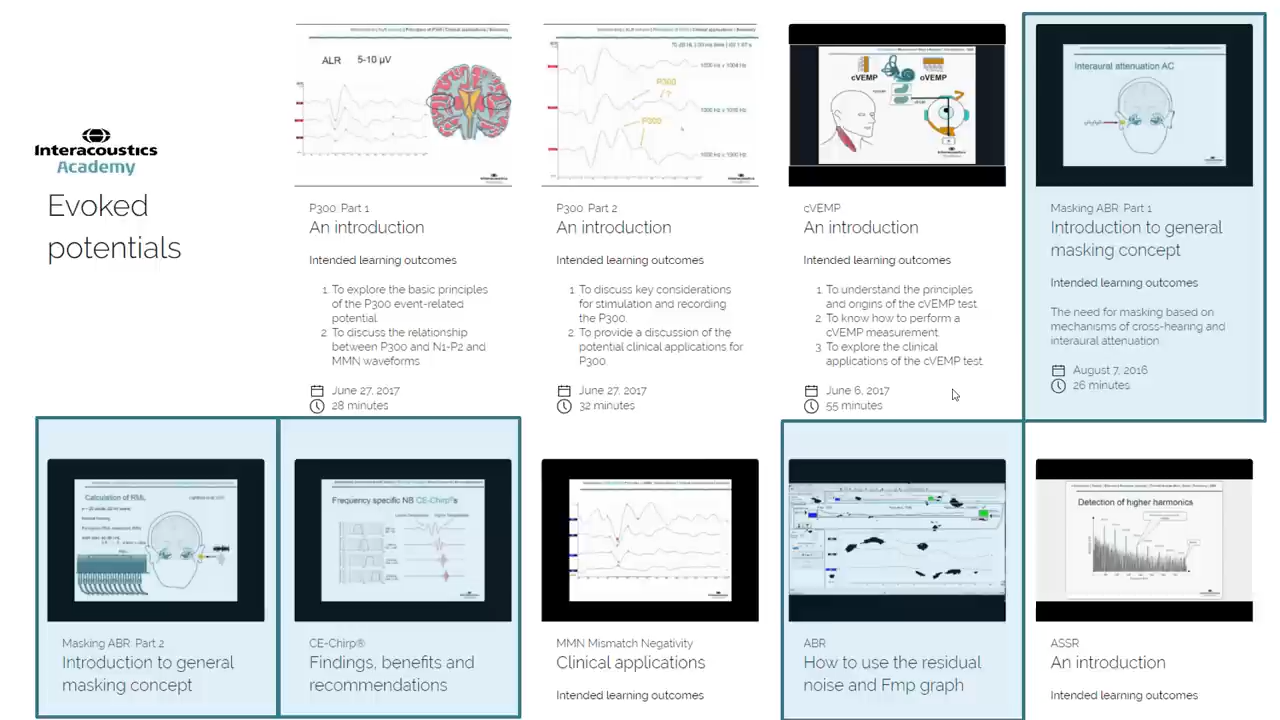 Interacoustics
Academy
Evoked
potentials
ALR 5-10 µV
P300 Part 1
An introduction
Intended learning outcomes
1. To explore the basic principles
of the P300 event-related
potential.
2. To discuss the relationship
between P300 and N1-P2 and
MMN waveforms
June 27, 2017
28 minutes
P300
P300
P300 Part 2
An introduction
Intended learning outcomes
1. To discuss key considerations
for stimulation and recording
the P300.
2. To provide a discussion of the
potential clinical applications for
P300.
June 27, 2017
32 minutes
cVEMP oVEMP
cVEMP
An introduction
Intended learning outcomes
1. To understand the principles
and origins of the cVEMP test.
2. To know how to perform a
cVEMP measurement
3. To explore the clinical
applications of the cVEMP test.
June 6, 2017
55 minutes
Interaural attenuation AC
Masking ABR Part 1
Introduction to general
masking concept
Intended learning outcomes
The need for masking based on
mechanisms of cross-hearing and
interaural attenuation.
August 7, 2016
26 minutes
Calculation of RML
Masking ABR Part 2
Introduction to general
masking concept
Frequency specific NB CE-Chirp®s
CE-Chirp®
Findings, benefits and
recommendations
MMN Mismatch Negativity
Clinical applications
Intended learning outcomes
ABR
How to use the residual
noise and Fmp graph
Detection of higher harmonics
ASSR
An introduction
Intended learning outcomes